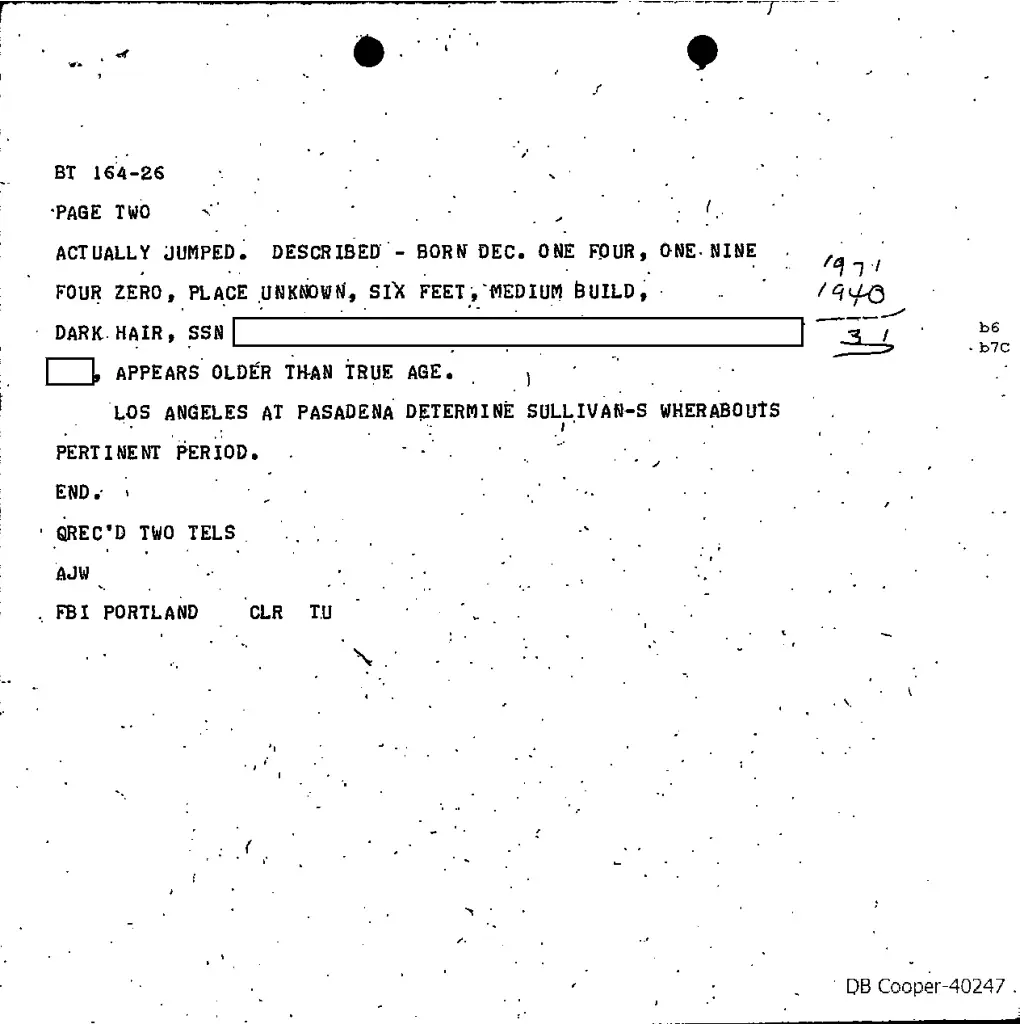 BT 164-26
PAGE TWO
ACTUALLY JUMPED. DESCRIBED - BORN DEC. ONE FOUR, ONE NINE
FOUR ZERO, PLACE UNKNOWN, SIX FEET, MEDIUM BUILD,
DARK HAIR, SSN
, APPEARS OLDER THAN TRUE AGE.
LOS ANGELES AT PASADENA DETERMINE SULLIVAN-S WHERABOUTS
PERTINENT PERIOD.
END.
QREC'D TWO TELS
AJW
FBI PORTLAND CLR TU
1971
1940
31
b6
b7C
DB Cooper-40247